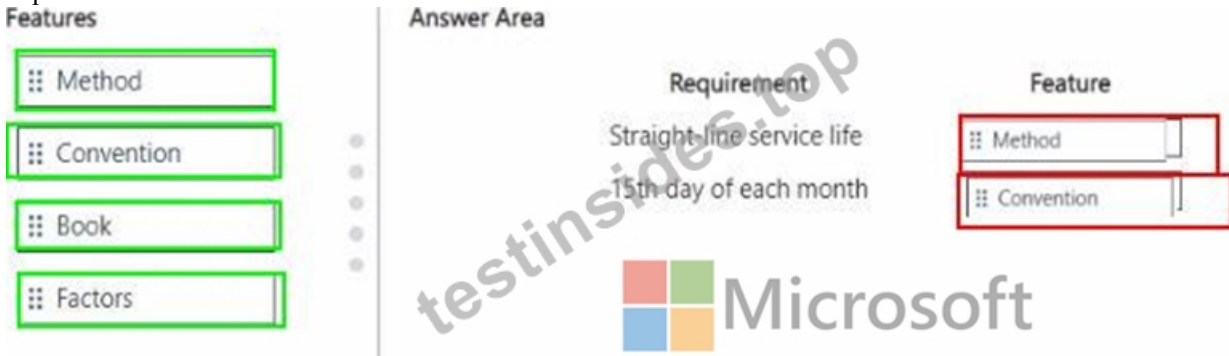 Features
Method
Convention
Book
Factors
Answer Area
Requirement Feature
Straight-line service life Method
15th day of each month Convention
testinsides.top
Microsoft